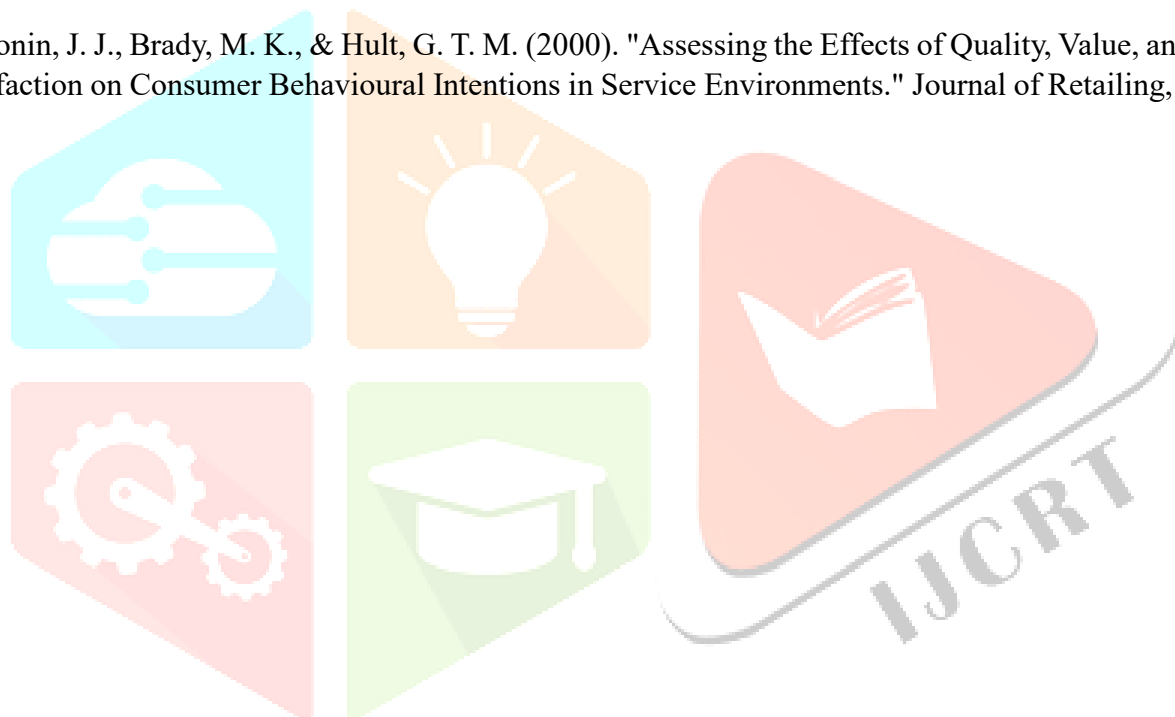 onin, J. J., Brady, M. K., & Hult, G. T. M. (2000). "Assessing the Effects of Quality, Value, an
faction on Consumer Behavioural Intentions in Service Environments." Journal of Retailing,
IJCRT